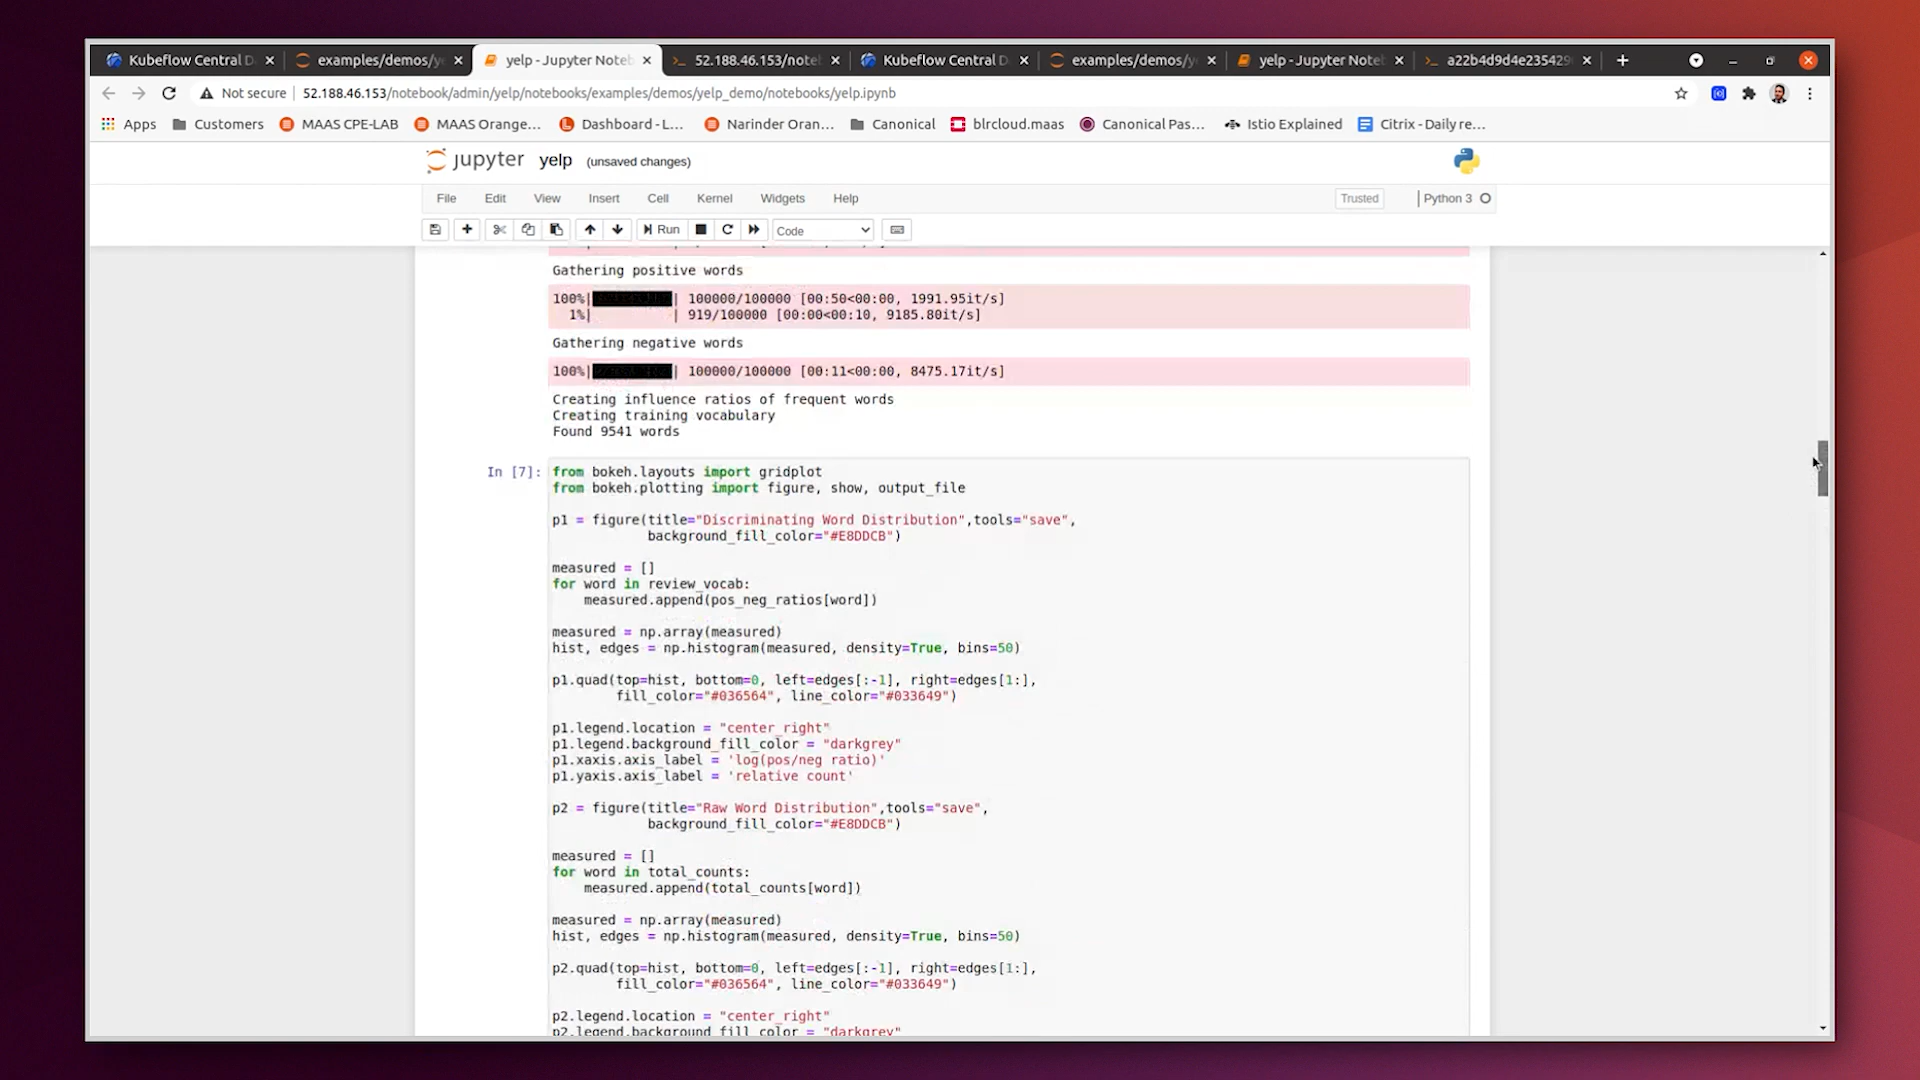 Kubeflow Central D
examples/demos/ye
yelp - Jupyter Noteb
52.188.46.153/noteb
Kubeflow Central D
examples/demos/ye
yelp - Jupyter Noteb
a22b4d9d4e235429
Not secure | 52.188.46.153/notebook/admin/yelp/notebooks/examples/demos/yelp_demo/notebooks/yelp.ipynb
Apps Customers MAAS CPE-LAB MAAS Orange... Dashboard - L... Narinder Oran... Canonical blrcloud.maas Canonical Pas... Istio Explained Citrix - Daily re...
jupyter yelp (unsaved changes)
File Edit View Insert Cell Kernel Widgets Help Trusted Python 3
Run Code
Gathering positive words
100%| | 100000/100000 [00:50<00:00, 1991.95it/s]
1%| | 919/100000 [00:00<00:10, 9185.80it/s]
Gathering negative words
100%| | 100000/100000 [00:11<00:00, 8475.17it/s]
Creating influence ratios of frequent words
Creating training vocabulary
Found 9541 words
In [7]: from bokeh.layouts import gridplot
from bokeh.plotting import figure, show, output_file
p1 = figure(title="Discriminating Word Distribution",tools="save",
background_fill_color="#E8DDCB")
measured = []
for word in review_vocab:
measured.append(pos_neg_ratios[word])
measured = np.array(measured)
hist, edges = np.histogram(measured, density=True, bins=50)
p1.quad(top=hist, bottom=0, left=edges[:-1], right=edges[1:],
fill_color="#036564", line_color="#033649")
p1.legend.location = "center_right"
p1.legend.background_fill_color = "darkgrey"
p1.xaxis.axis_label = 'log(pos/neg ratio)'
p1.yaxis.axis_label = 'relative count'
p2 = figure(title="Raw Word Distribution",tools="save",
background_fill_color="#E8DDCB")
measured = []
for word in total_counts:
measured.append(total_counts[word])
measured = np.array(measured)
hist, edges = np.histogram(measured, density=True, bins=50)
p2.quad(top=hist, bottom=0, left=edges[:-1], right=edges[1:],
fill_color="#036564", line_color="#033649")
p2.legend.location = "center_right"
p2.legend.background_fill_color = "darkgrey"